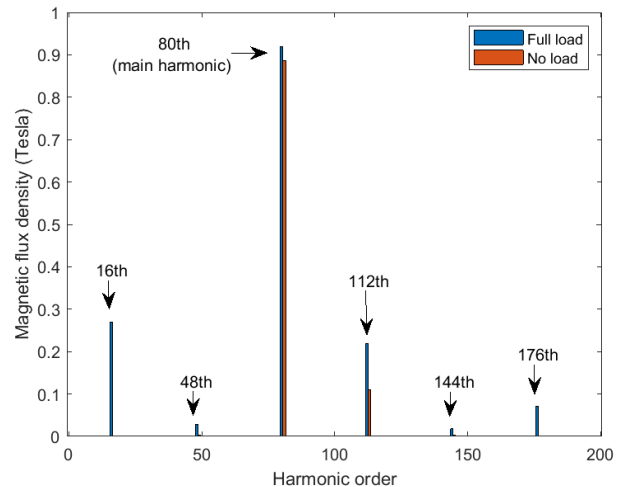 Magnetic flux density (Tesla)
1
0.9
0.8
0.7
0.6
0.5
0.4
0.3
0.2
0.1
0
80th
(main harmonic)
Full load
No load
16th
48th
112th
144th
176th
0
50
100
150
200
Harmonic order